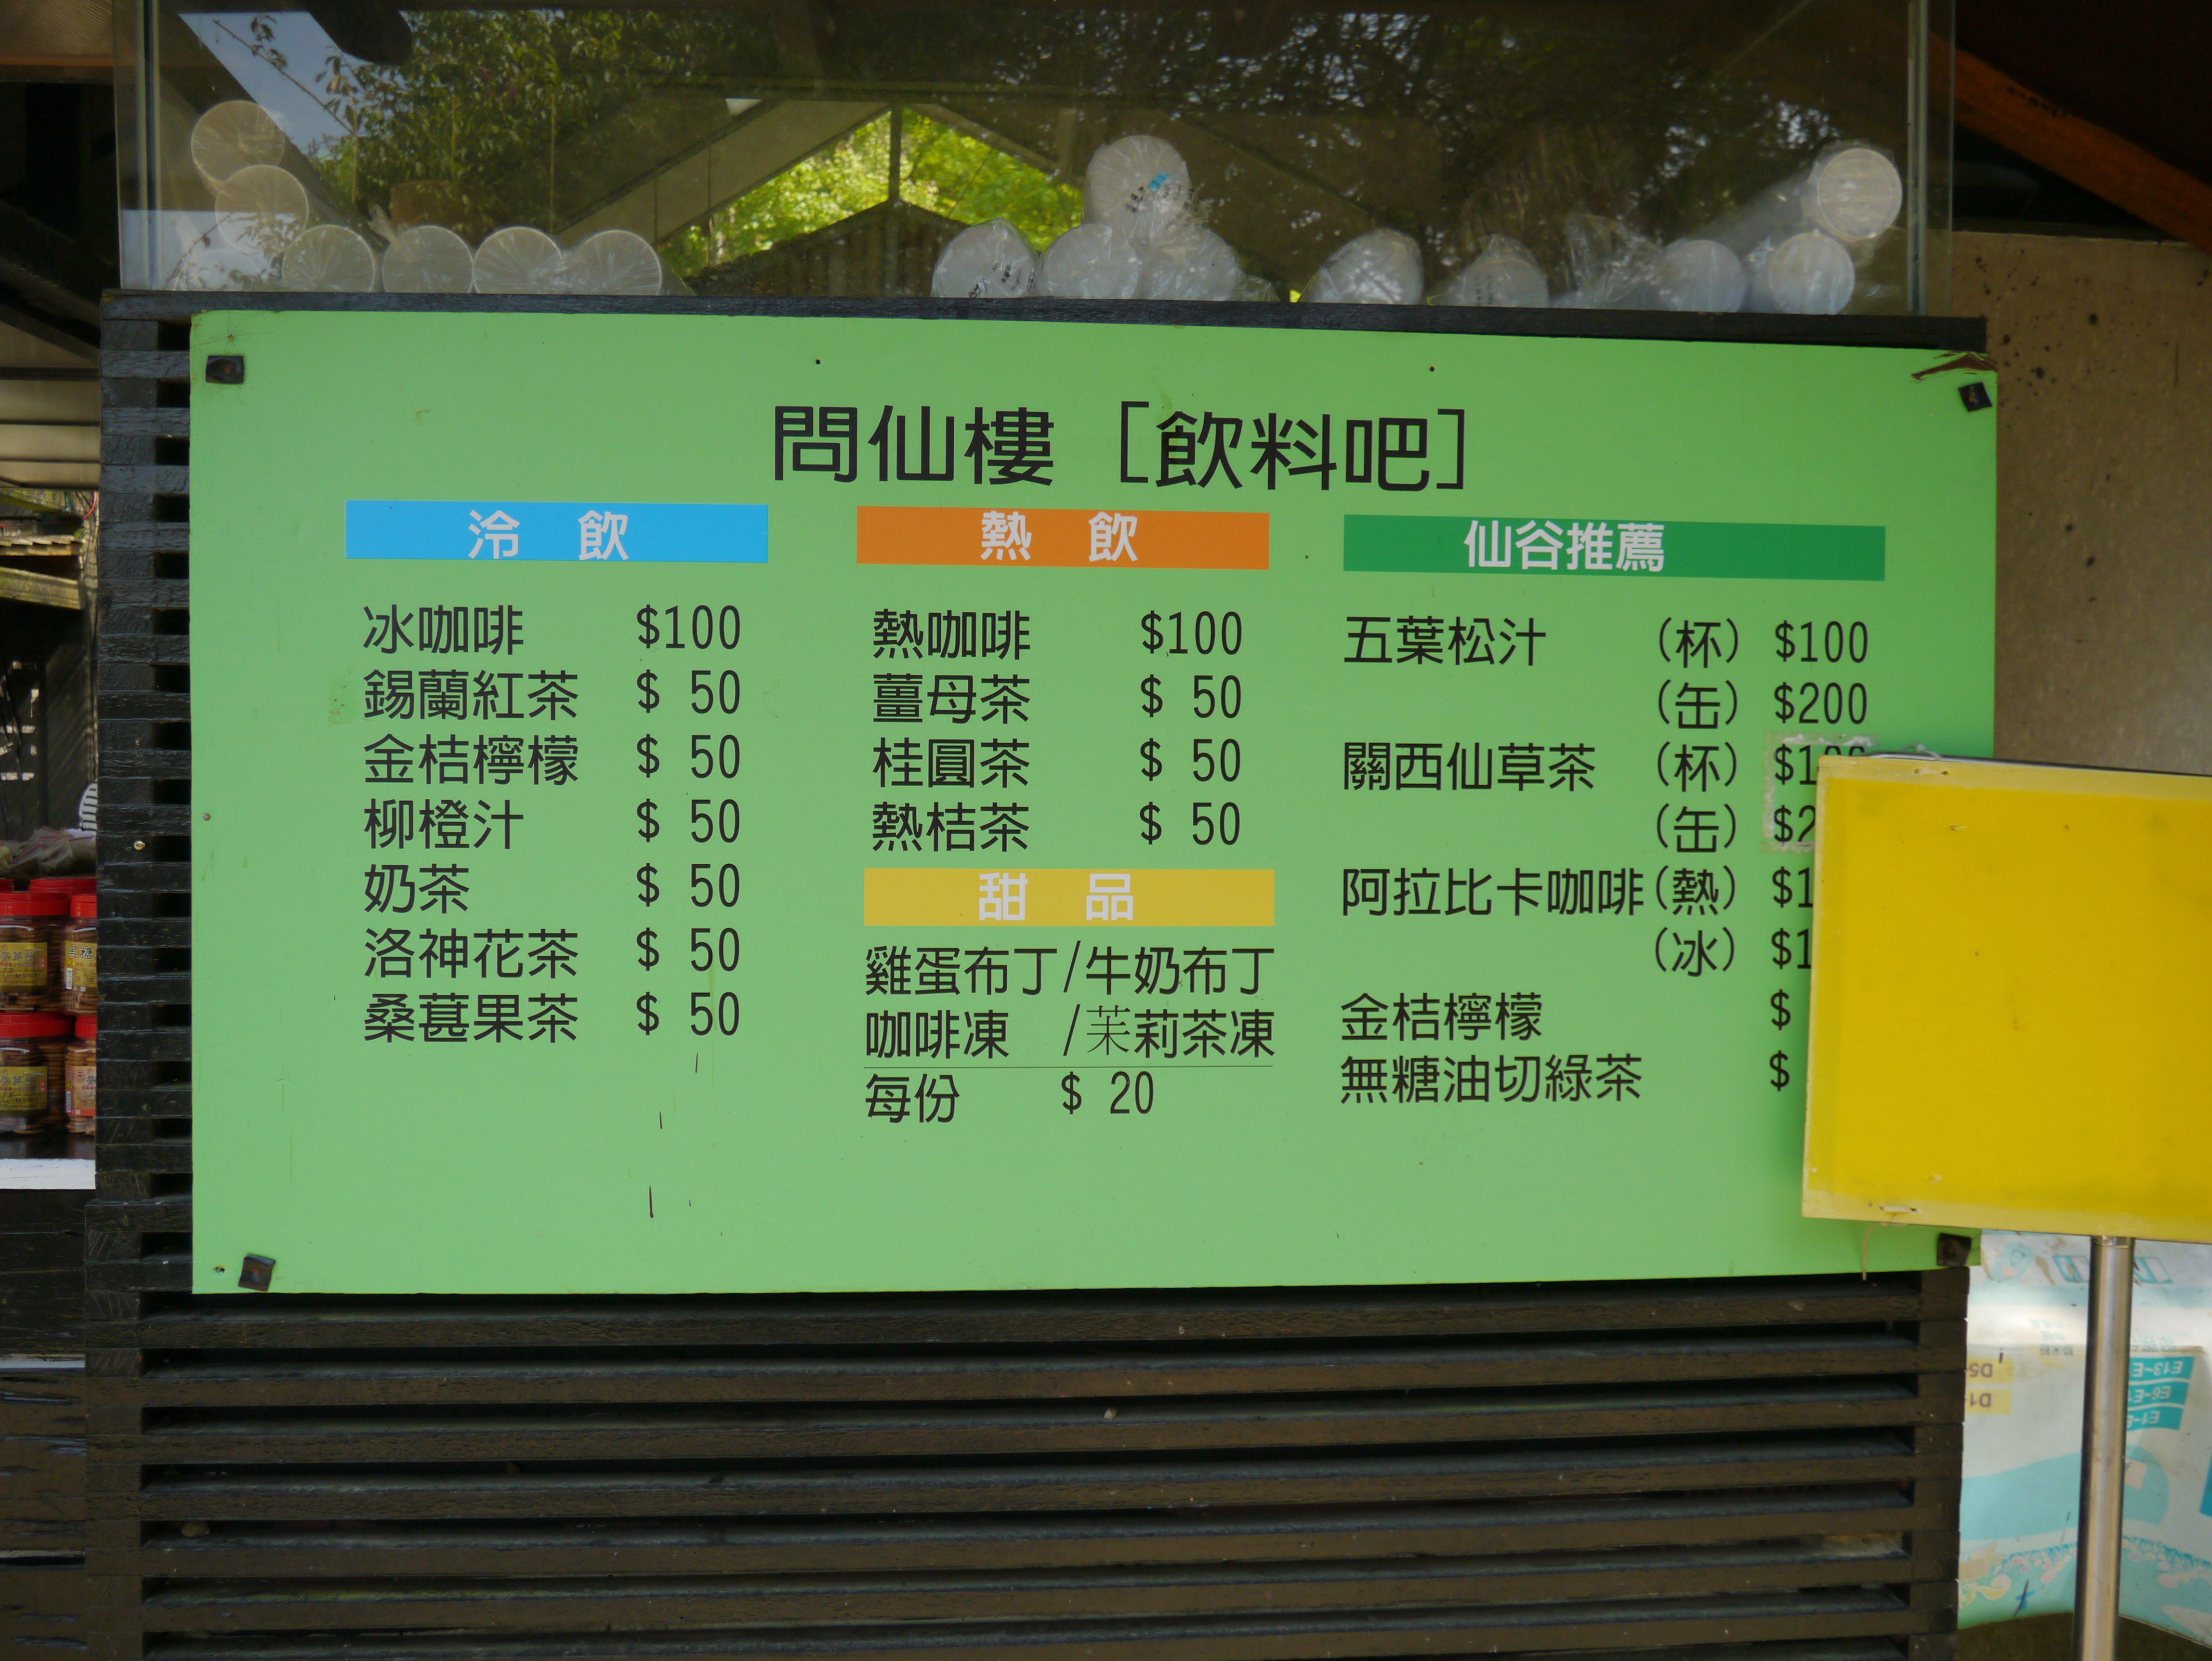 問仙樓 [飲料吧]
冷 飲
冰咖啡 $100
錫蘭紅茶 $ 50
金桔檸檬 $ 50
柳橙汁 $ 50
奶茶 $ 50
洛神花茶 $ 50
桑葚果茶 $ 50
熱 飲
熱咖啡 $100
薑母茶 $ 50
桂圓茶 $ 50
熱桔茶 $ 50
甜 品
雞蛋布丁/牛奶布丁
咖啡凍 /茉莉茶凍
每份 $ 20
仙谷推薦
五葉松汁 (杯) $100
(缶) $200
關西仙草茶 (杯) $100
(缶) $2
阿拉比卡咖啡(熱) $1
(冰) $1
金桔檸檬 $
無糖油切綠茶 $